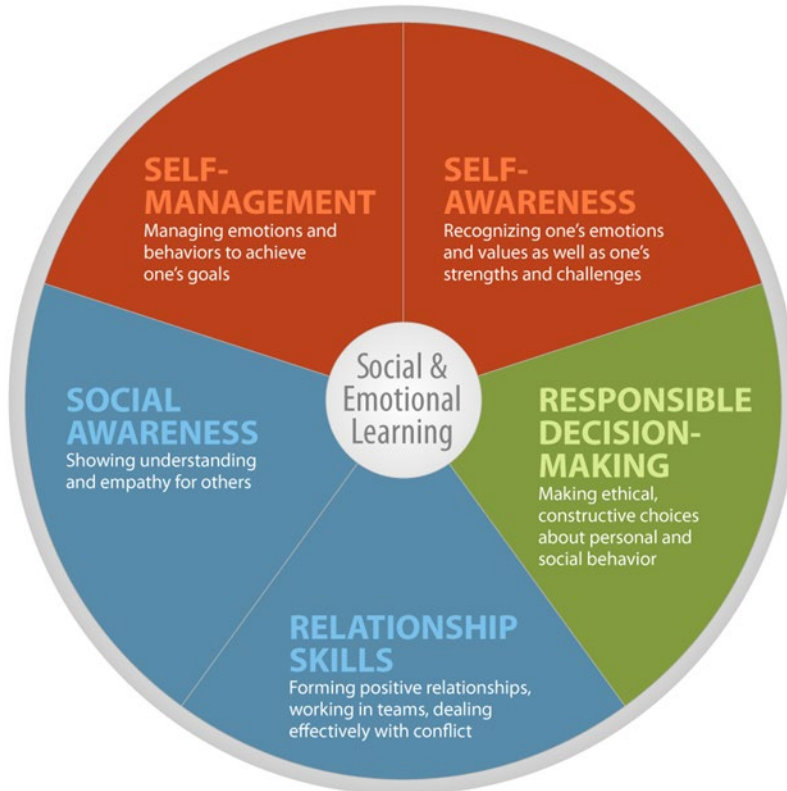 SELF-
MANAGEMENT
Managing emotions and
behaviors to achieve
one’s goals
SELF-
AWARENESS
Recognizing one’s emotions
and values as well as one’s
strengths and challenges
SOCIAL
AWARENESS
Showing understanding
and empathy for others
Social &
Emotional
Learning
RESPONSIBLE
DECISION-
MAKING
Making ethical,
constructive choices
about personal and
social behavior
RELATIONSHIP
SKILLS
Forming positive relationships,
working in teams, dealing
effectively with conflict